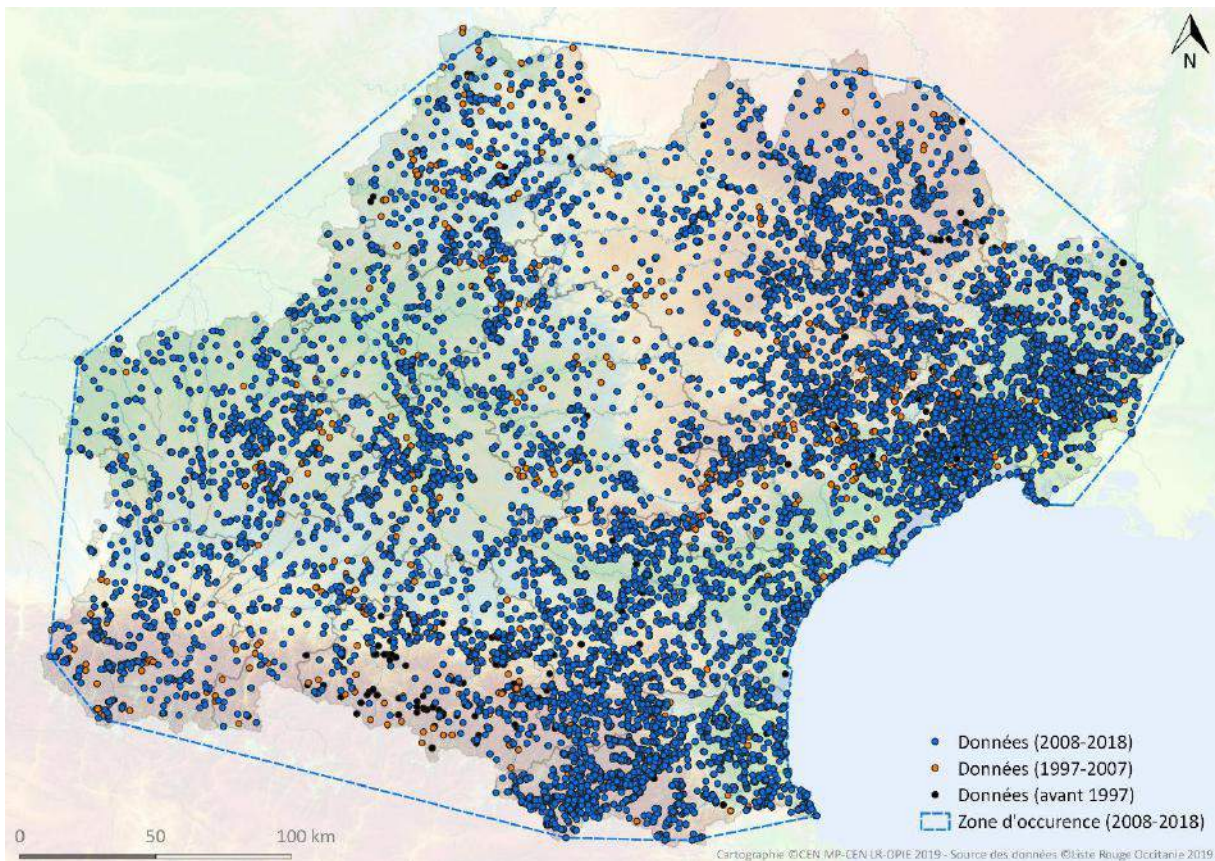 N
Données (2008-2018)
Données (1997-2007)
Données (avant 1997)
Zone d'occurence (2008-2018)
0 50 100 km
Cartographie ©CEN MP-CEN LR-OPIE 2019 - Source des données ©Liste Rouge Occitanie 2019